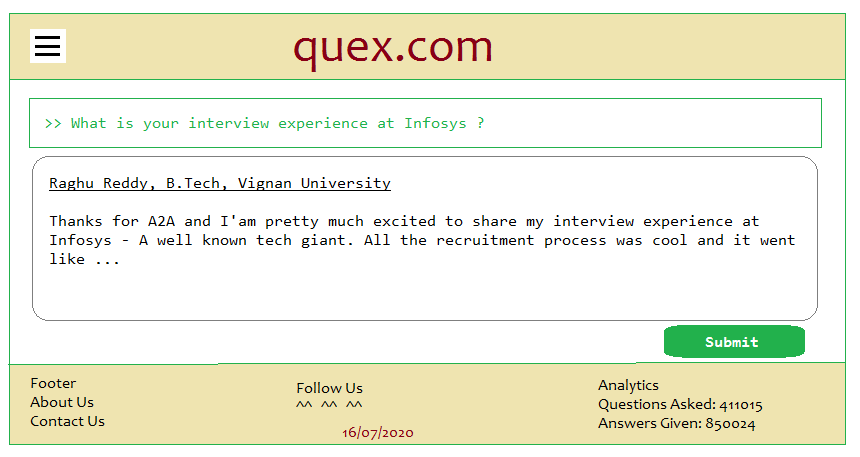 quex.com
>> What is your interview experience at Infosys ?
Raghu Reddy, B.Tech, Vignan University
Thanks for A2A and I'am pretty much excited to share my interview experience at
Infosys - A well known tech giant. All the recruitment process was cool and it went
like ...
Submit
Footer
About Us
Contact Us
Follow Us
^^ ^^ ^^
16/07/2020
Analytics
Questions Asked: 411015
Answers Given: 850024